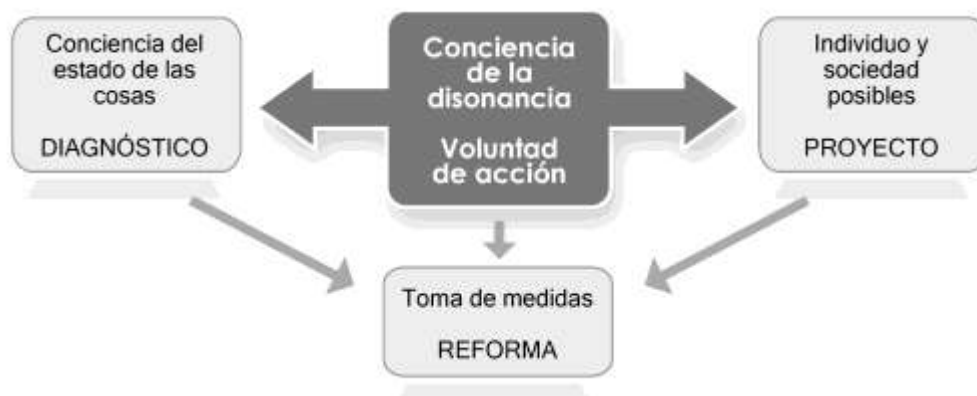 Conciencia del
estado de las
cosas
DIAGNÓSTICO
Conciencia
de la
disonancia
Voluntad
de acción
Individuo y
sociedad
posibles
PROYECTO
Toma de medidas
REFORMA